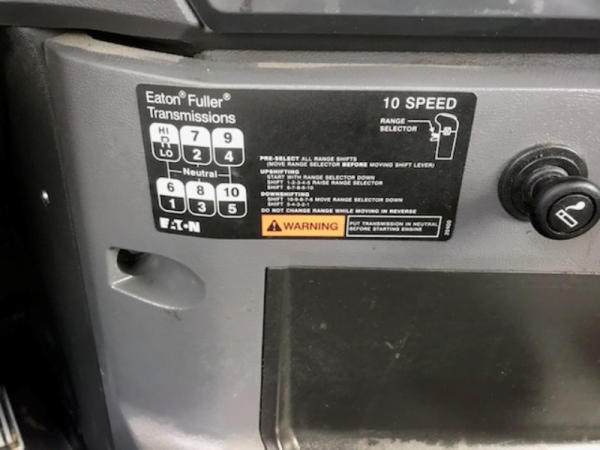 Eaton® Fuller®
Transmissions
10 SPEED
RANGE
SELECTOR
HI 7 9
R
LO 2 4
Neutral
6 8 10
1 3 5
PRE-SELECT ALL RANGE SHIFTS
(MOVE RANGE SELECTOR BEFORE MOVING SHIFT LEVER)
UPSHIFTING
START WITH RANGE SELECTOR DOWN
SHIFT 1-2-3-4-5 RAISE RANGE SELECTOR
SHIFT 6-7-8-9-10
DOWNSHIFTING
SHIFT 10-9-8-7-6 MOVE RANGE SELECTOR DOWN
SHIFT 5-4-3-2-1
DO NOT CHANGE RANGE WHILE MOVING IN REVERSE
EATON
WARNING
PUT TRANSMISSION IN NEUTRAL
BEFORE STARTING ENGINE